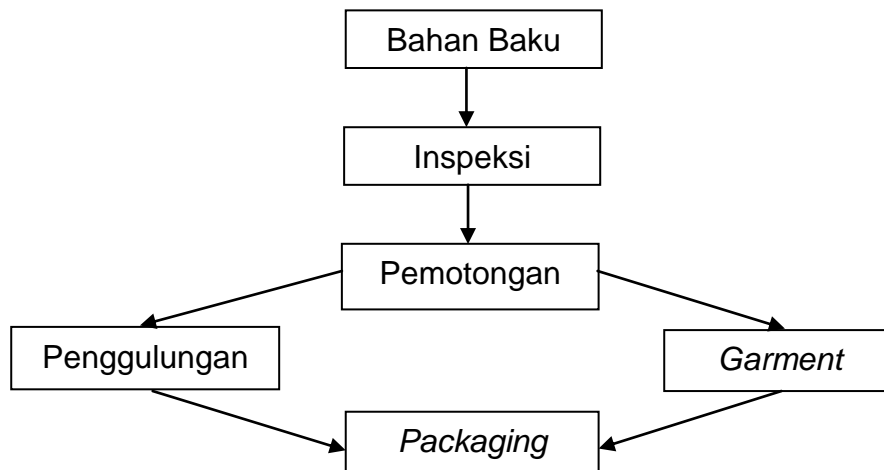 Bahan Baku
Inspeksi
Pemotongan
Penggulungan
Garment
Packaging